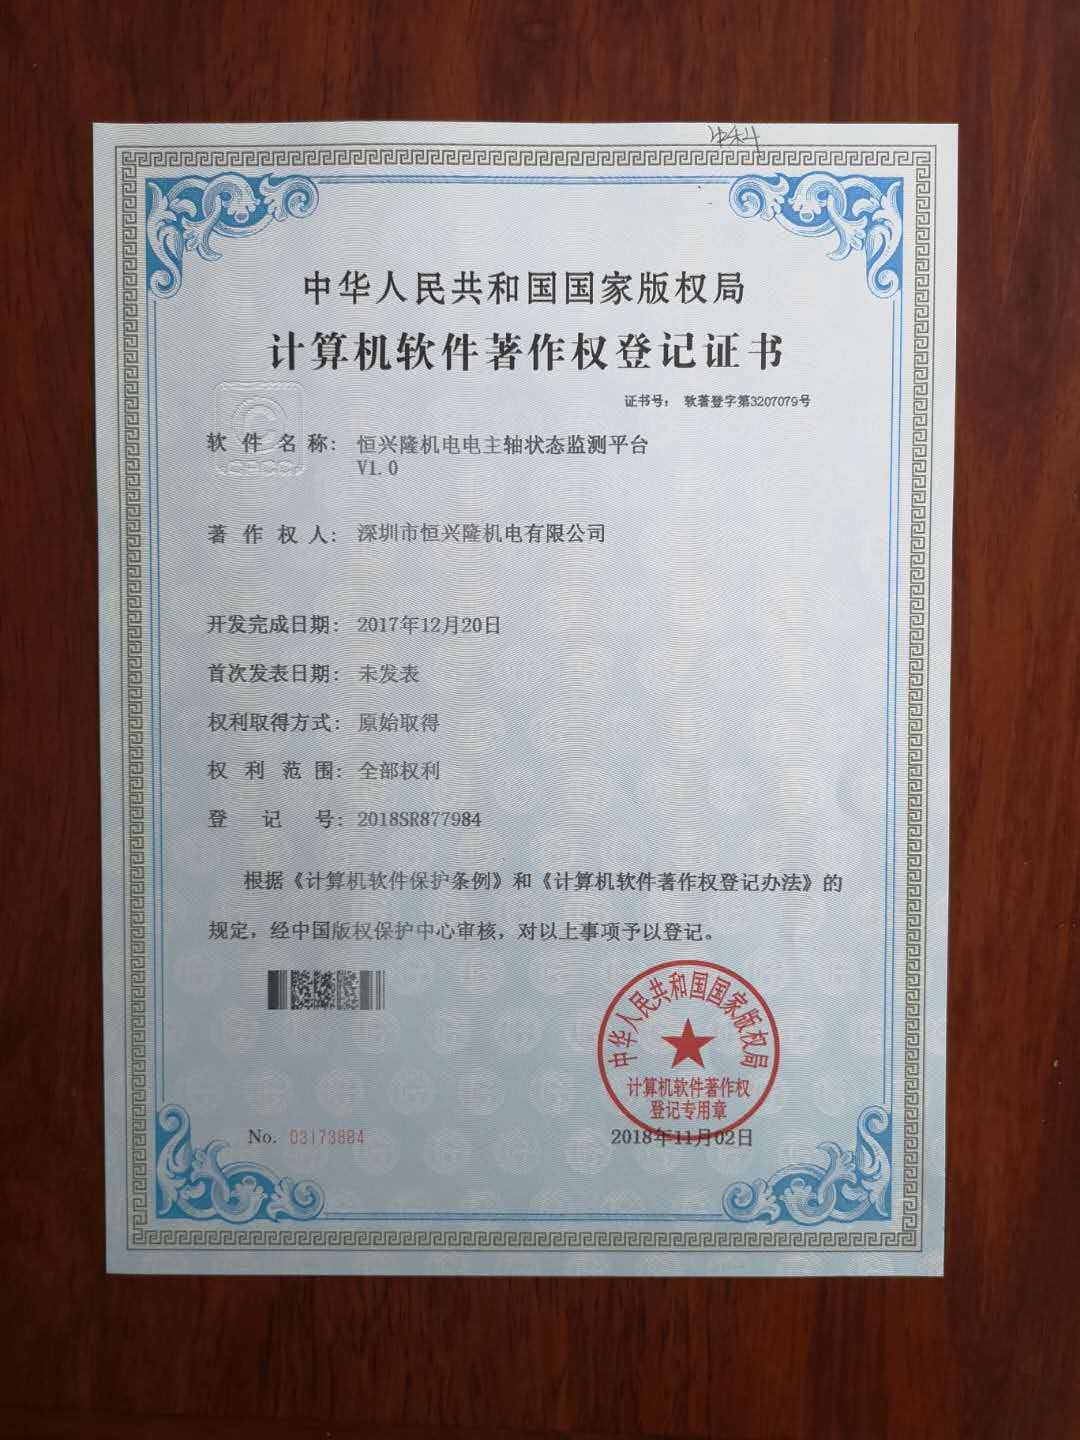 中科
中华人民共和国国家版权局
计算机软件著作权登记证书
证书号： 软著登字第3207079号
软件名称： 恒兴隆机电电主轴状态监测平台
V1.0
著作权人： 深圳市恒兴隆机电有限公司
开发完成日期： 2017年12月20日
首次发表日期： 未发表
权利取得方式： 原始取得
权利范围： 全部权利
登记号： 2018SR877984
根据《计算机软件保护条例》和《计算机软件著作权登记办法》的
规定，经中国版权保护中心审核，对以上事项予以登记。
中华人民共和国国家版权局
计算机软件著作权
登记专用章
No. 03173884
2018年11月02日